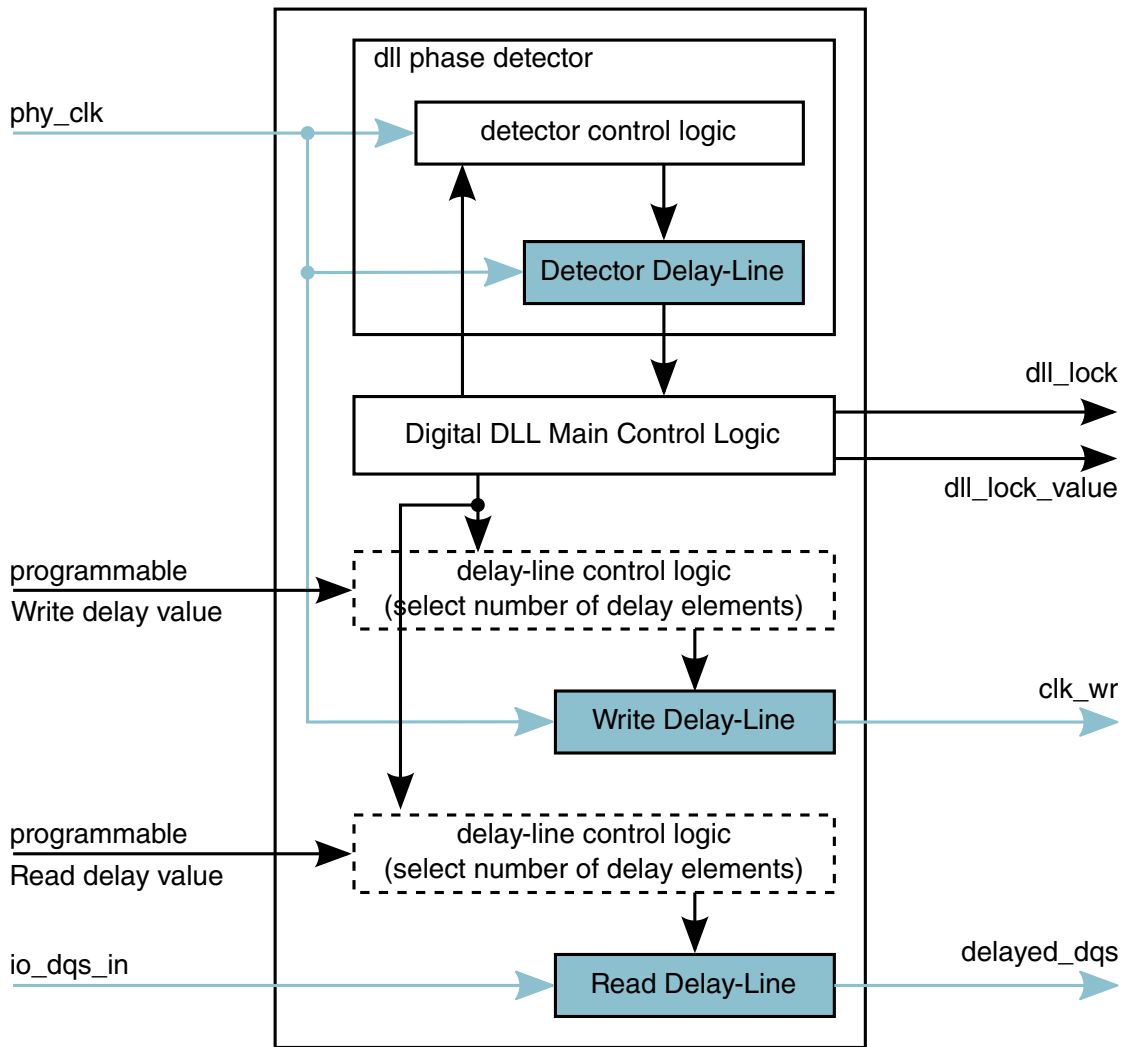 dll phase detector
phy_clk
detector control logic
Detector Delay-Line
dll_lock
Digital DLL Main Control Logic
dll_lock_value
programmable
Write delay value
delay-line control logic
(select number of delay elements)
clk_wr
Write Delay-Line
programmable
Read delay value
delay-line control logic
(select number of delay elements)
io_dqs_in
delayed_dqs
Read Delay-Line